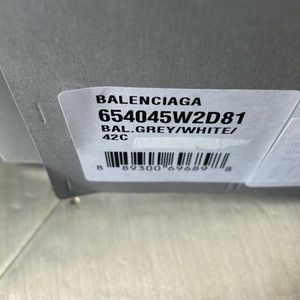 BALENCIAGA
654045W2D81
BAL.GREY/WHITE/
42C
8 89300 69689 8